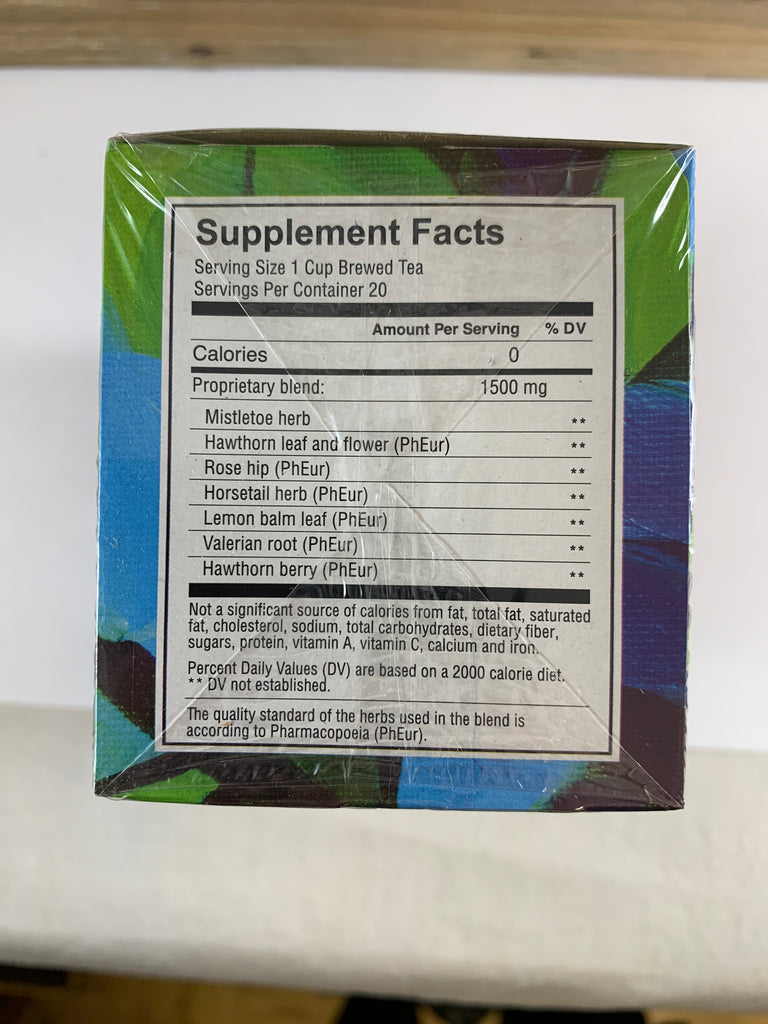 Supplement Facts
Serving Size 1 Cup Brewed Tea
Servings Per Container 20
Amount Per Serving % DV
Calories 0
Proprietary blend: 1500 mg
Mistletoe herb **
Hawthorn leaf and flower (PhEur) **
Rose hip (PhEur) **
Horsetail herb (PhEur) **
Lemon balm leaf (PhEur) **
Valerian root (PhEur) **
Hawthorn berry (PhEur) **
Not a significant source of calories from fat, total fat, saturated
fat, cholesterol, sodium, total carbohydrates, dietary fiber,
sugars, protein, vitamin A, vitamin C, calcium and iron.
Percent Daily Values (DV) are based on a 2000 calorie diet.
** DV not established.
The quality standard of the herbs used in the blend is
according to Pharmacopoeia (PhEur).